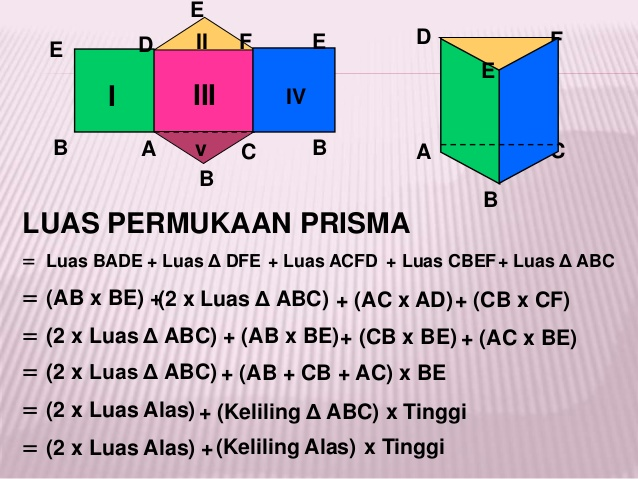 E
E D II F E D F
E
I III IV
B A V C B A C
B B
LUAS PERMUKAAN PRISMA
= Luas BADE + Luas Δ DFE + Luas ACFD + Luas CBEF + Luas Δ ABC
= (AB x BE) + (2 x Luas Δ ABC) + (AC x AD) + (CB x CF)
= (2 x Luas Δ ABC) + (AB x BE) + (CB x BE) + (AC x BE)
= (2 x Luas Δ ABC) + (AB + CB + AC) x BE
= (2 x Luas Alas) + (Keliling Δ ABC) x Tinggi
= (2 x Luas Alas) + (Keliling Alas) x Tinggi